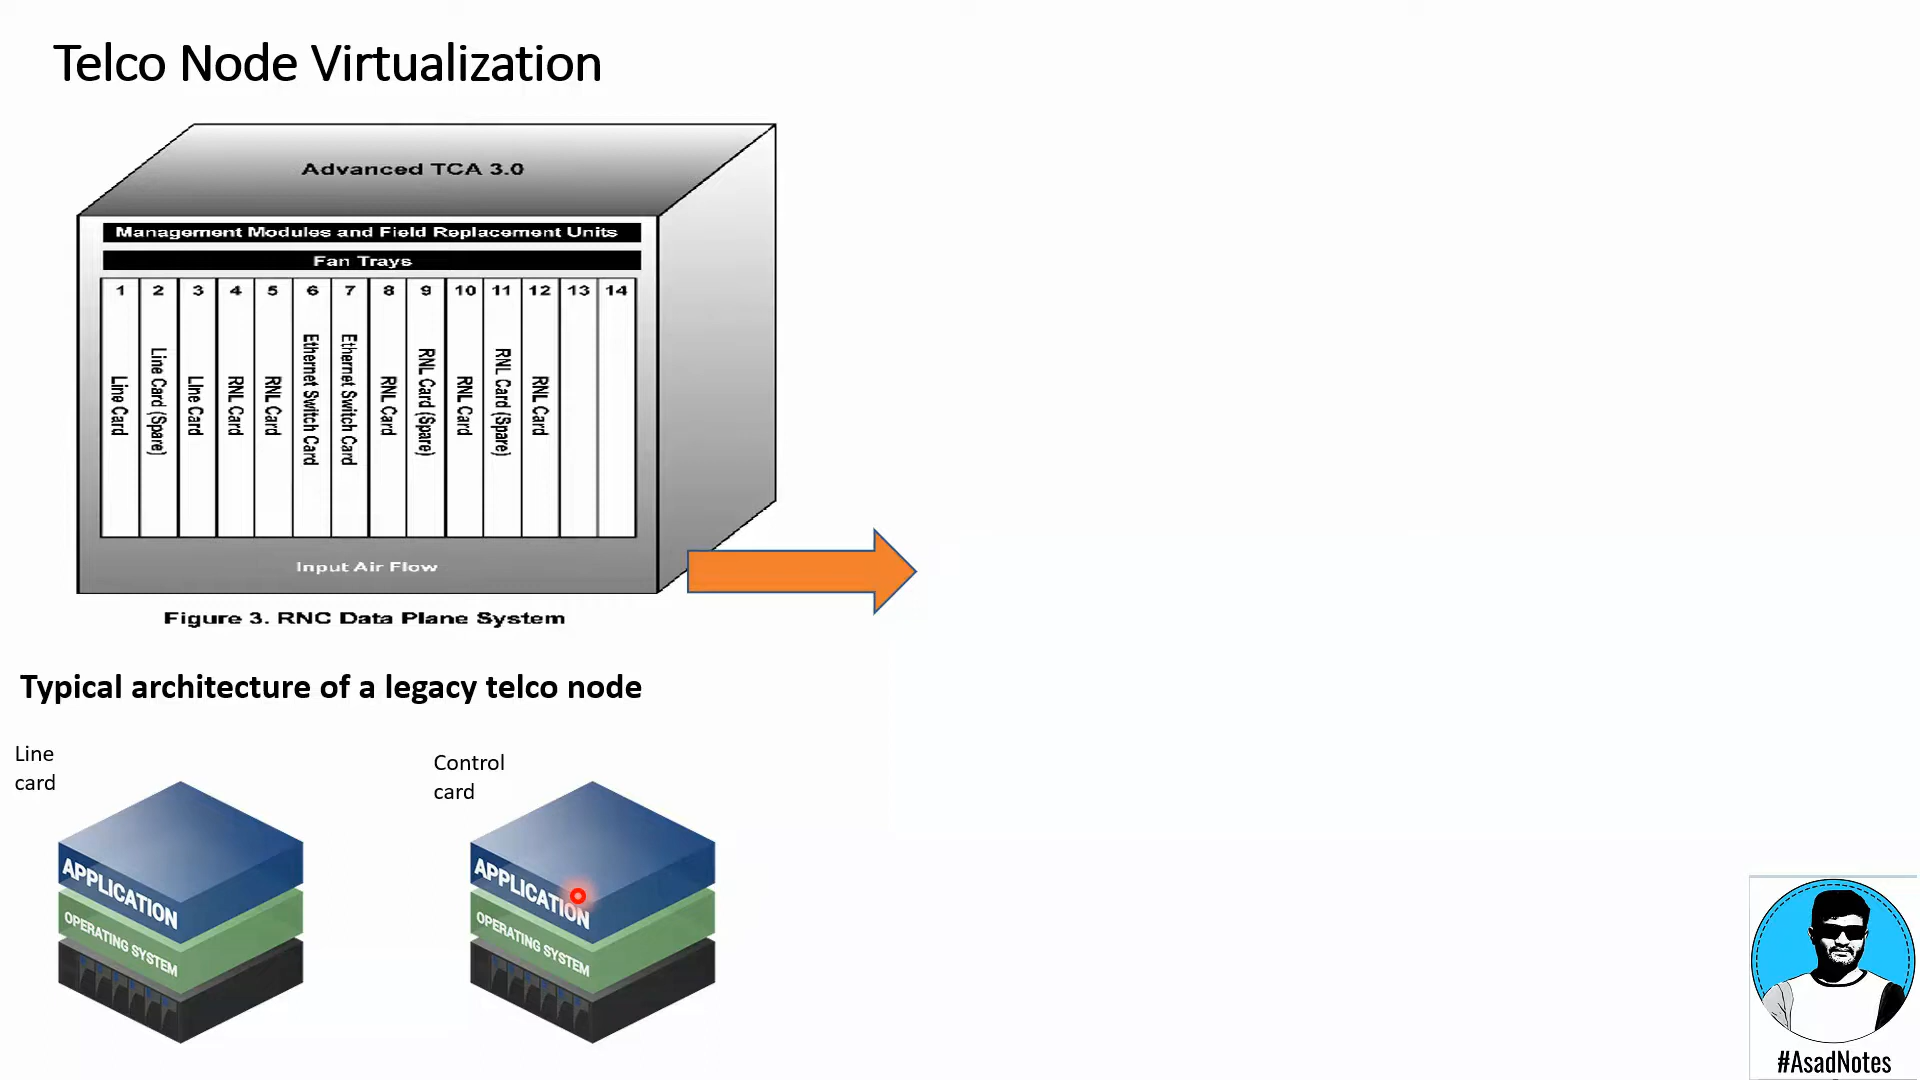 Telco Node Virtualization
Advanced TCA 3.0
Management Modules and Field Replacement Units
Fan Trays
1 2 3 4 5 6 7 8 9 10 11 12 13 14
Line Card
Line Card (Spare)
Line Card
RNL Card
RNL Card
Ethernet Switch Card
Ethernet Switch Card
RNL Card
RNL Card (Spare)
RNL Card
RNL Card (Spare)
RNL Card
Input Air Flow
Figure 3. RNC Data Plane System
Typical architecture of a legacy telco node
Line
card
APPLICATION
OPERATING SYSTEM
Control
card
APPLICATION
OPERATING SYSTEM
#AsadNotes